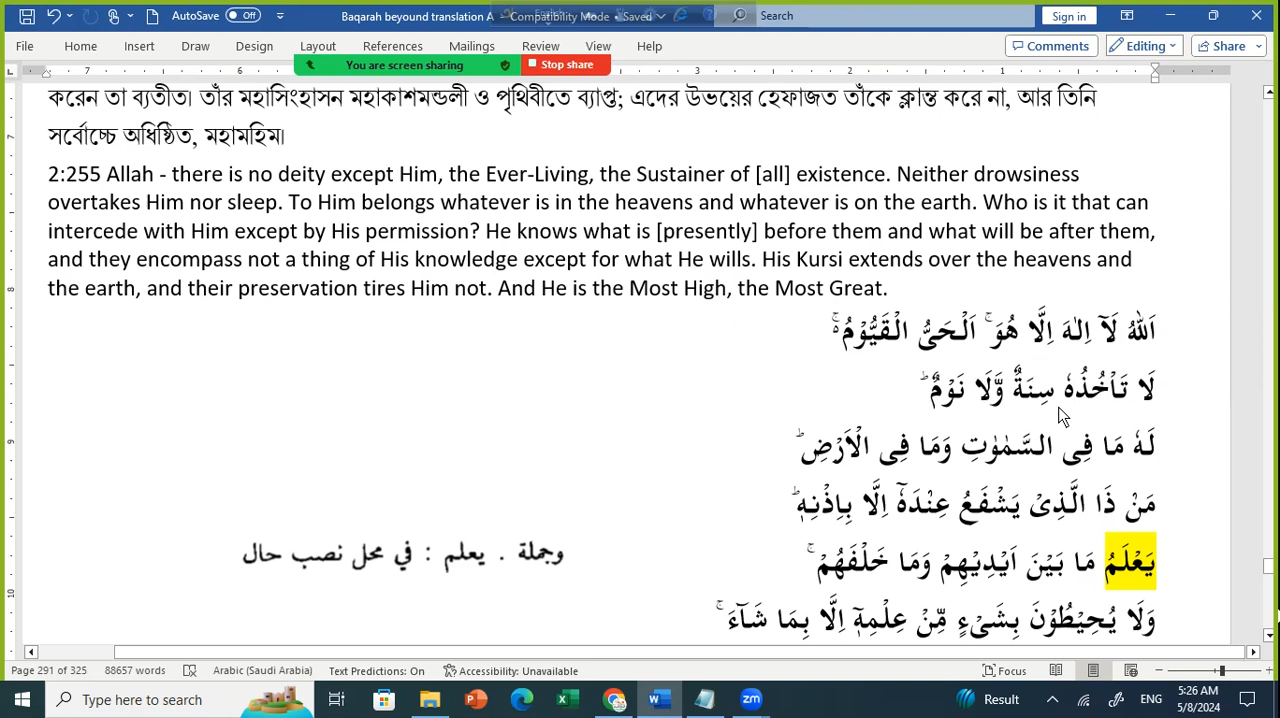 AutoSave Off
Baqarah beyound translation A - Compatibility Mode • Saved
Search
Sign in
File Home Insert Draw Design Layout References Mailings Review View Help
Comments Editing Share
You are screen sharing Stop share
করেন তা ব্যতীত। তাঁর মহাসিংহাসন মহাকাশমন্ডলী ও পৃথিবীতে ব্যাপ্ত; এদের উভয়ের হেফাজত তাঁকে ক্লান্ত করে না, আর তিনি
সর্বোচ্চে অধিষ্ঠিত, মহামহিম।
2:255 Allah - there is no deity except Him, the Ever-Living, the Sustainer of [all] existence. Neither drowsiness
overtakes Him nor sleep. To Him belongs whatever is in the heavens and whatever is on the earth. Who is it that can
intercede with Him except by His permission? He knows what is [presently] before them and what will be after them,
and they encompass not a thing of His knowledge except for what He wills. His Kursi extends over the heavens and
the earth, and their preservation tires Him not. And He is the Most High, the Most Great.
اَللّٰهُ لَآ اِلٰهَ اِلَّا هُوَ ۚ اَلْحَىُّ الْقَيُّوْمُ ۬ۚ
لَا تَاْخُذُهٗ سِنَةٌ وَّلَا نَوْمٌ ؕ
لَهٗ مَا فِى السَّمٰوٰتِ وَمَا فِى الْاَرْضِ ؕ
مَنْ ذَا الَّذِىْ يَشْفَعُ عِنْدَهٗٓ اِلَّا بِاِذْنِهٖ ؕ
يَعْلَمُ مَا بَيْنَ اَيْدِيْهِمْ وَمَا خَلْفَهُمْ ۚ
وجملة . يعلم : في محل نصب حال
وَلَا يُحِيْطُوْنَ بِشَىْءٍ مِّنْ عِلْمِهٖٓ اِلَّا بِمَا شَآءَ ۚ
Page 291 of 325 88657 words Arabic (Saudi Arabia) Text Predictions: On Accessibility: Unavailable Focus
Type here to search
Result
ENG
5:26 AM
5/8/2024